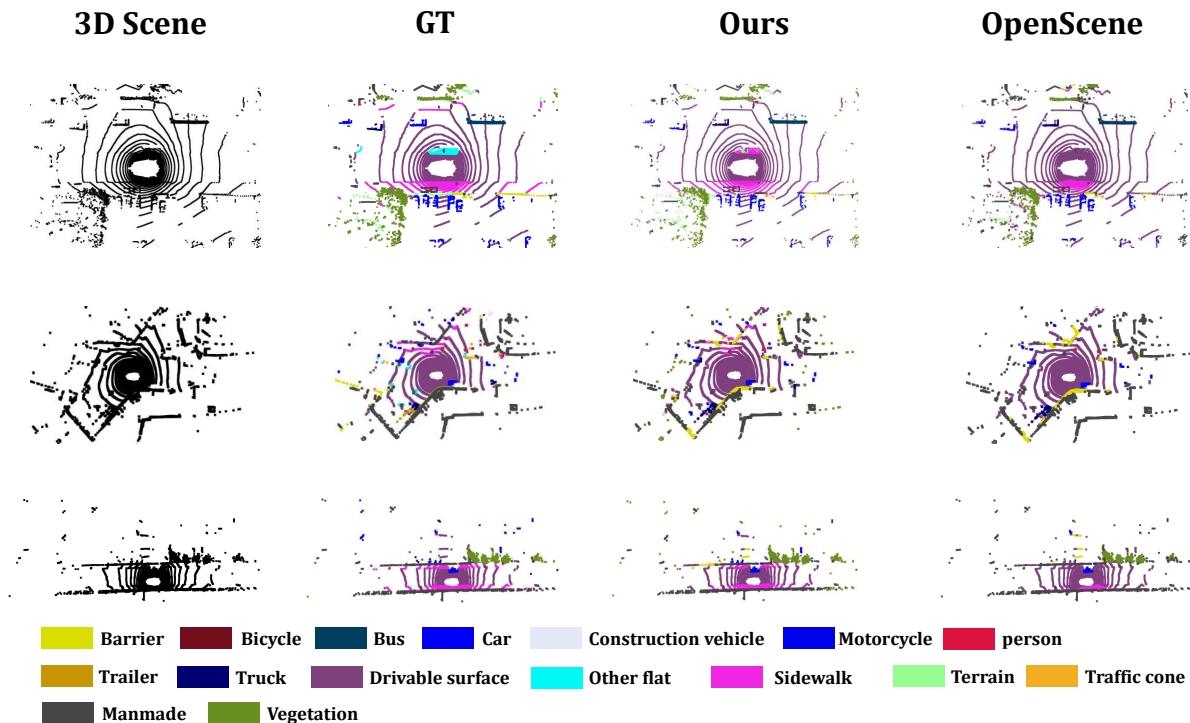 3D Scene GT Ours OpenScene
Barrier Bicycle Bus Car Construction vehicle Motorcycle person
Trailer Truck Drivable surface Other flat Sidewalk Terrain Traffic cone
Manmade Vegetation